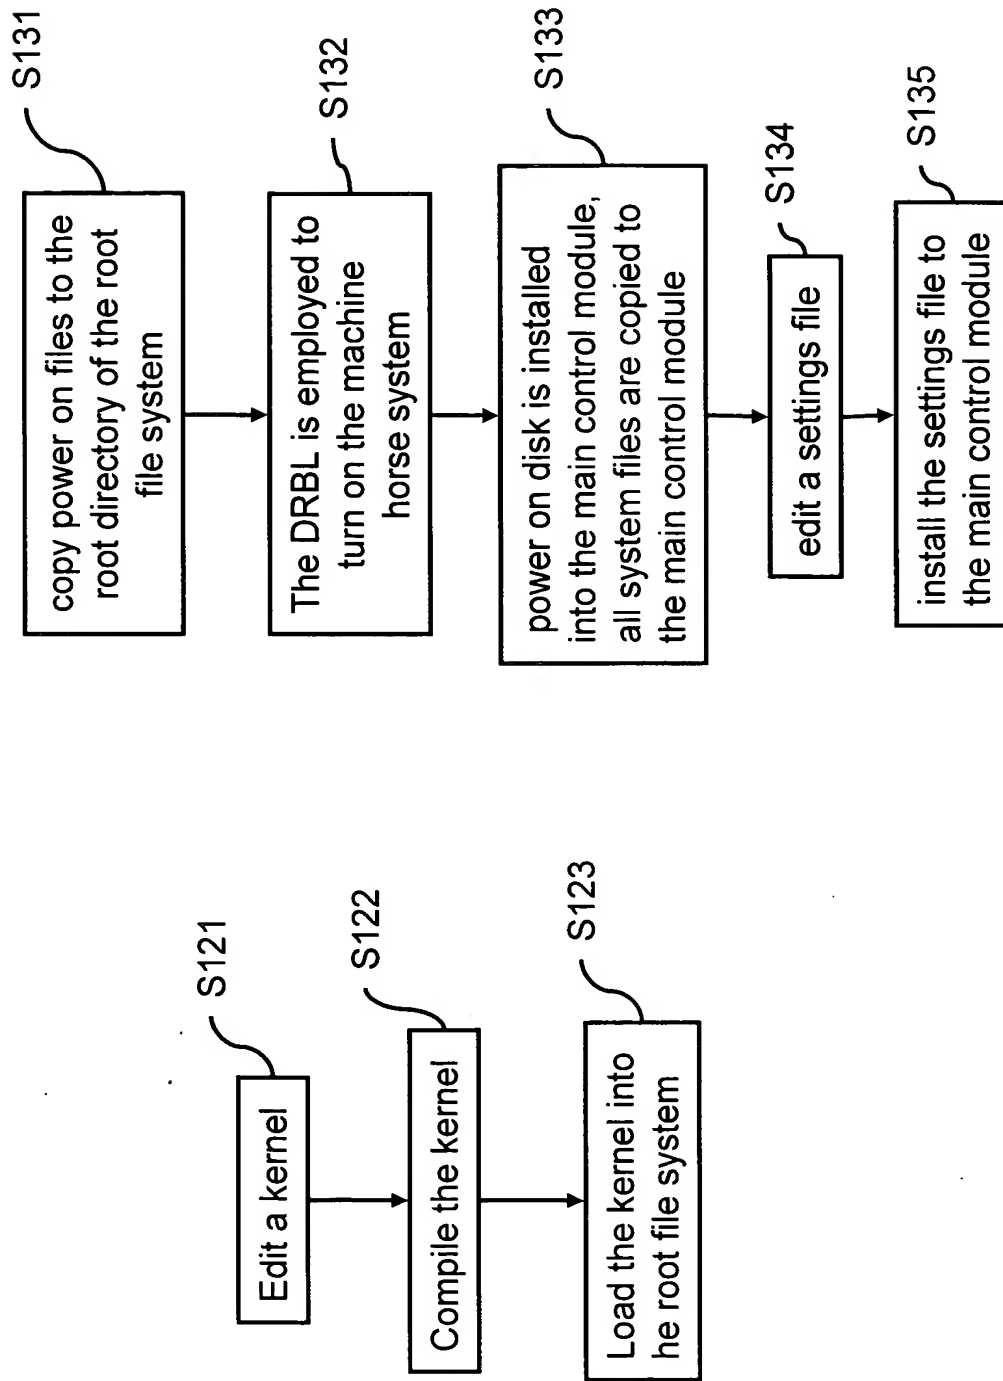 Edit a kernel
S121
Compile the kernel
S122
Load the kernel into
he root file system
S123
copy power on files to the
root directory of the root
file system
S131
The DRBL is employed to
turn on the machine
horse system
S132
power on disk is installed
into the main control module,
all system files are copied to
the main control module
S133
edit a settings file
S134
install the settings file to
the main control module
S135